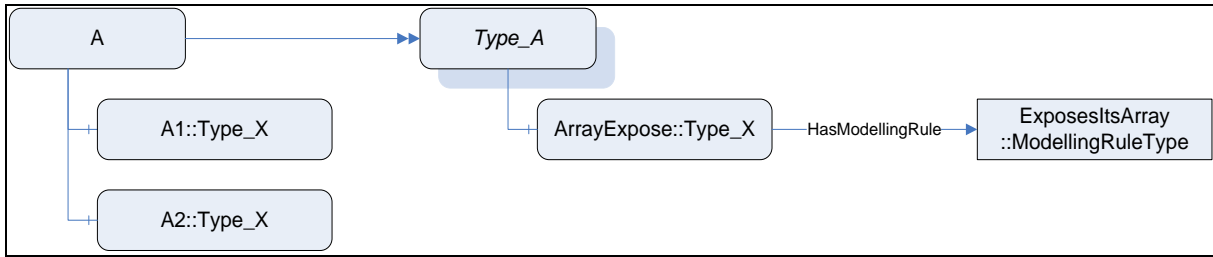 A
Type_A
A1::Type_X
ArrayExpose::Type_X
HasModellingRule
ExposesItsArray
::ModellingRuleType
A2::Type_X